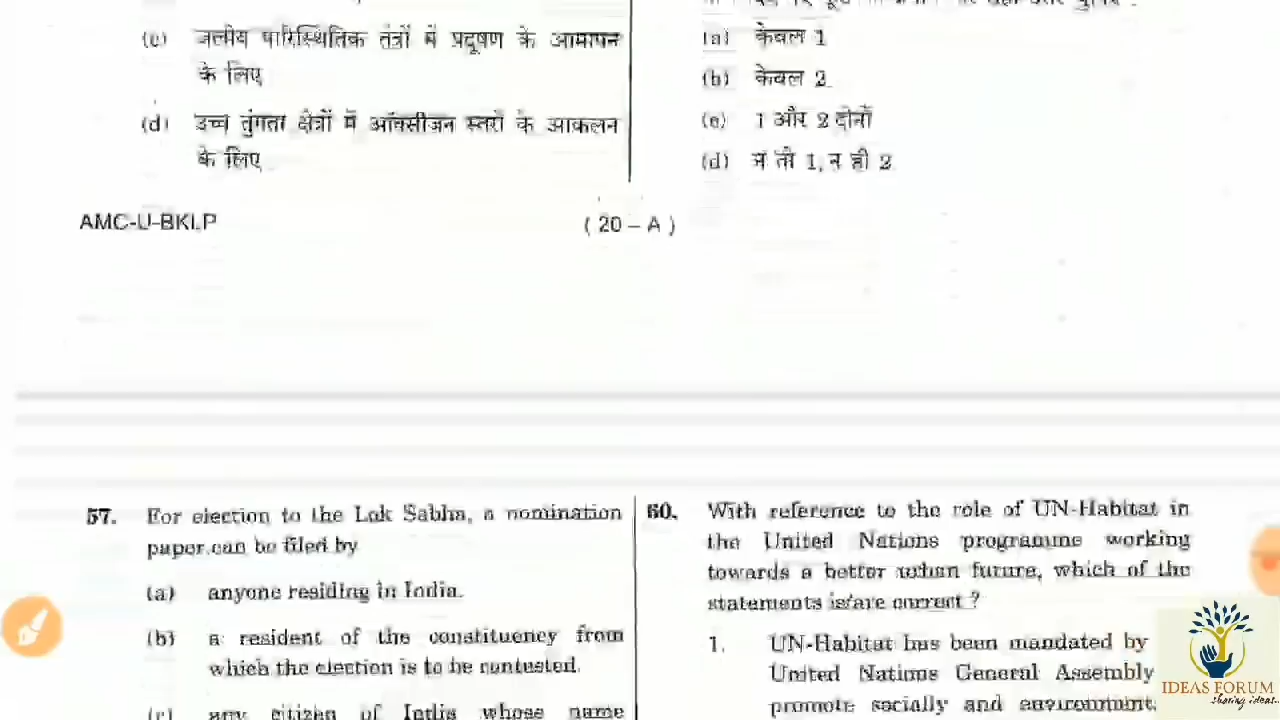 (c) जलीय पारिस्थितिक तंत्रों में प्रदूषण के आमापन
के लिए
(d) उच्च तुंगता क्षेत्रों में ऑक्सीजन स्तरों के आकलन
के लिए
(a) केवल 1
(b) केवल 2
(c) 1 और 2 दोनों
(d) न तो 1, न ही 2
AMC-U-BKLP
( 20 – A )
57. For election to the Lok Sabha, a nomination
paper can be filed by
(a) anyone residing in India.
(b) a resident of the constituency from
which the election is to be contested.
(c) any citizen of India whose name
60. With reference to the role of UN-Habitat in
the United Nations programme working
towards a better urban future, which of the
statements is/are correct ?
1. UN-Habitat has been mandated by
United Nations General Assembly
promote socially and
IDEAS FORUM
sharing ideas